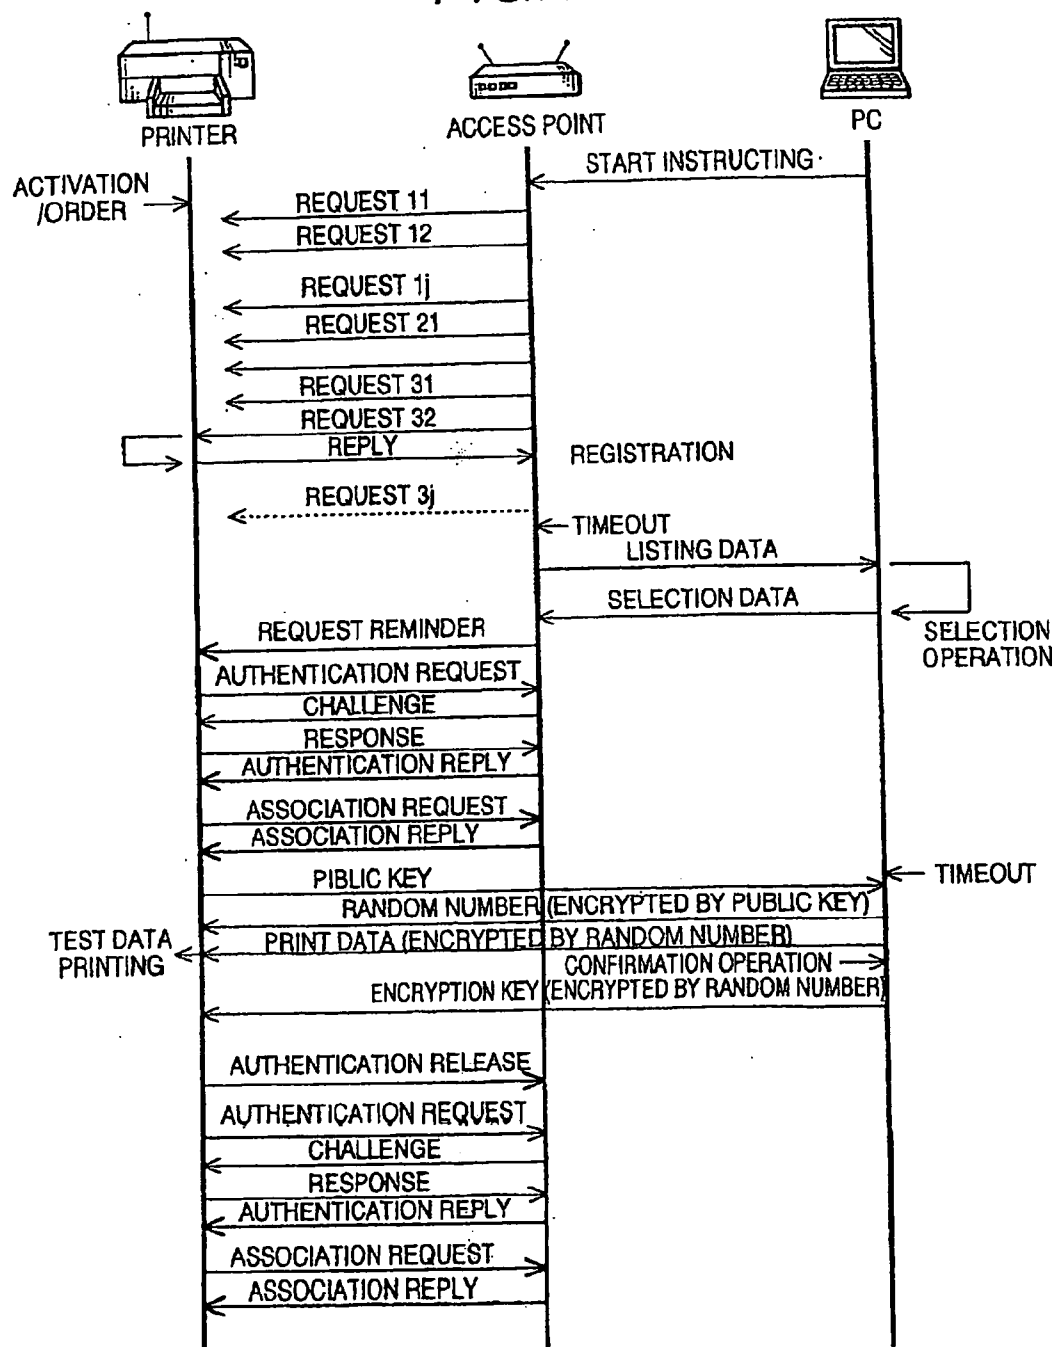 PRINTER
ACCESS POINT
PC
START INSTRUCTING
ACTIVATION
/ORDER
REQUEST 11
REQUEST 12
REQUEST 1j
REQUEST 21
REQUEST 31
REQUEST 32
REPLY
REGISTRATION
REQUEST 3j
TIMEOUT
LISTING DATA
SELECTION DATA
SELECTION
OPERATION
REQUEST REMINDER
AUTHENTICATION REQUEST
CHALLENGE
RESPONSE
AUTHENTICATION REPLY
ASSOCIATION REQUEST
ASSOCIATION REPLY
TIMEOUT
PIBLIC KEY
RANDOM NUMBER (ENCRYPTED BY PUBLIC KEY)
TEST DATA
PRINTING
PRINT DATA (ENCRYPTED BY RANDOM NUMBER)
CONFIRMATION OPERATION
ENCRYPTION KEY (ENCRYPTED BY RANDOM NUMBER)
AUTHENTICATION RELEASE
AUTHENTICATION REQUEST
CHALLENGE
RESPONSE
AUTHENTICATION REPLY
ASSOCIATION REQUEST
ASSOCIATION REPLY